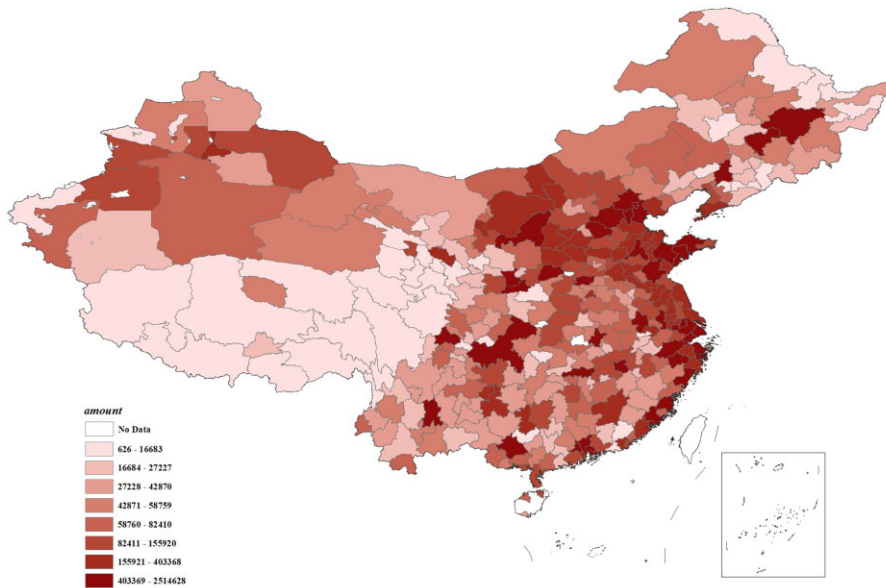 amount
No Data
626 - 16683
16684 - 27227
27228 - 42870
42871 - 58759
58760 - 82410
82411 - 155920
155921 - 403368
403369 - 2514628